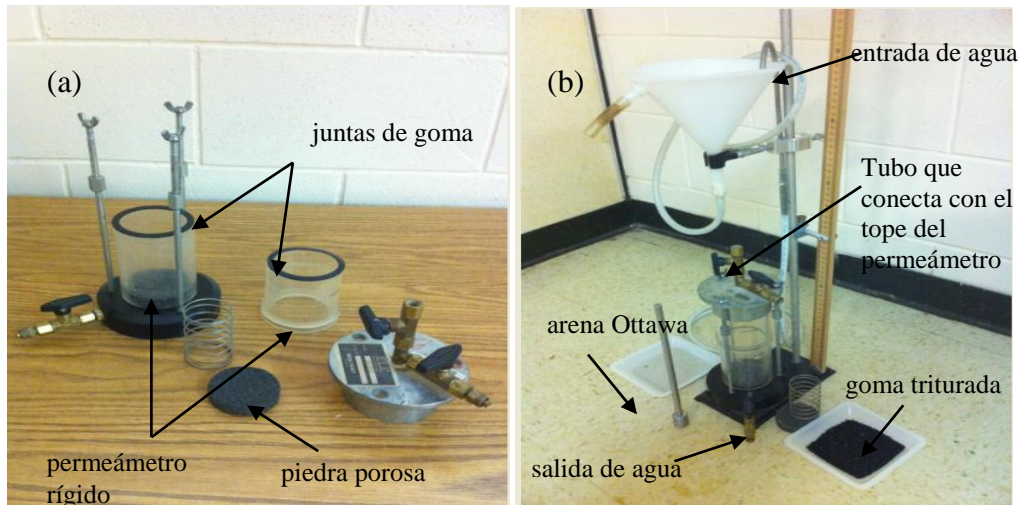 (a)
juntas de goma
permeámetro
rígido
piedra porosa
(b)
entrada de agua
Tubo que
conecta con el
tope del
permeámetro
arena Ottawa
goma triturada
salida de agua